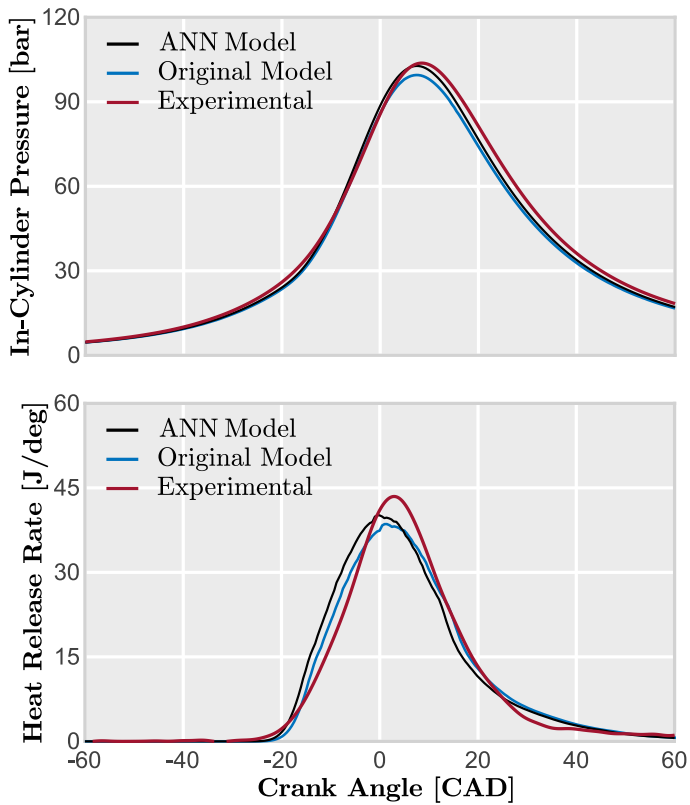 In-Cylinder Pressure [bar]
120
90
60
30
0
ANN Model
Original Model
Experimental
Heat Release Rate [J/deg]
60
45
30
15
0
ANN Model
Original Model
Experimental
-60 -40 -20 0 20 40 60
Crank Angle [CAD]